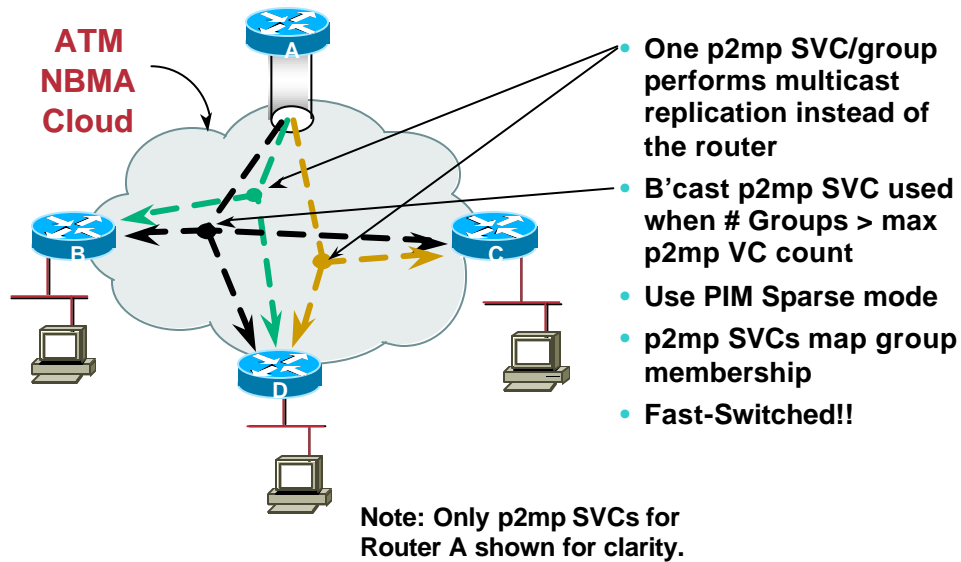 ATM
NBMA
Cloud
A
B
C
D
• One p2mp SVC/group
performs multicast
replication instead of
the router
• B'cast p2mp SVC used
when # Groups > max
p2mp VC count
• Use PIM Sparse mode
• p2mp SVCs map group
membership
• Fast-Switched!!
Note: Only p2mp SVCs for
Router A shown for clarity.